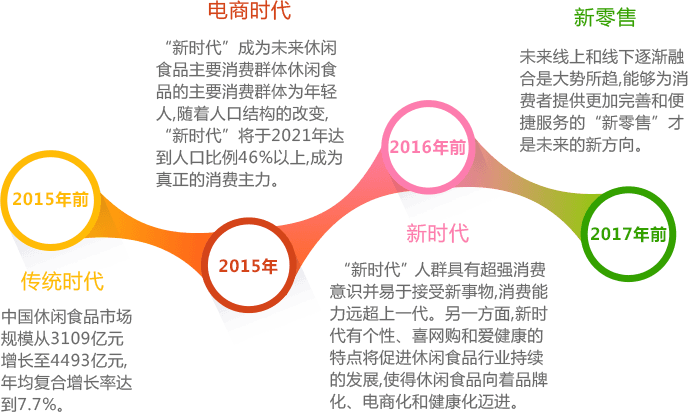 2015年前
传统时代
中国休闲食品市场
规模从3109亿元
增长至4493亿元,
年均复合增长率达
到7.7%。
电商时代
“新时代”成为未来休闲
食品主要消费群体休闲食
品的主要消费群体为年轻
人,随着人口结构的改变,
“新时代”将于2021年达
到人口比例46%以上,成为
真正的消费主力。
2015年
2016年前
新时代
“新时代”人群具有超强消费
意识并易于接受新事物,消费能
力远超上一代。另一方面,新时
代有个性、喜网购和爱健康的
特点将促进休闲食品行业持续
的发展,使得休闲食品向着品牌
化、电商化和健康化迈进。
新零售
未来线上和线下逐渐融
合是大势所趋,能够为消
费者提供更加完善和便
捷服务的“新零售”才
是未来的新方向。
2017年前